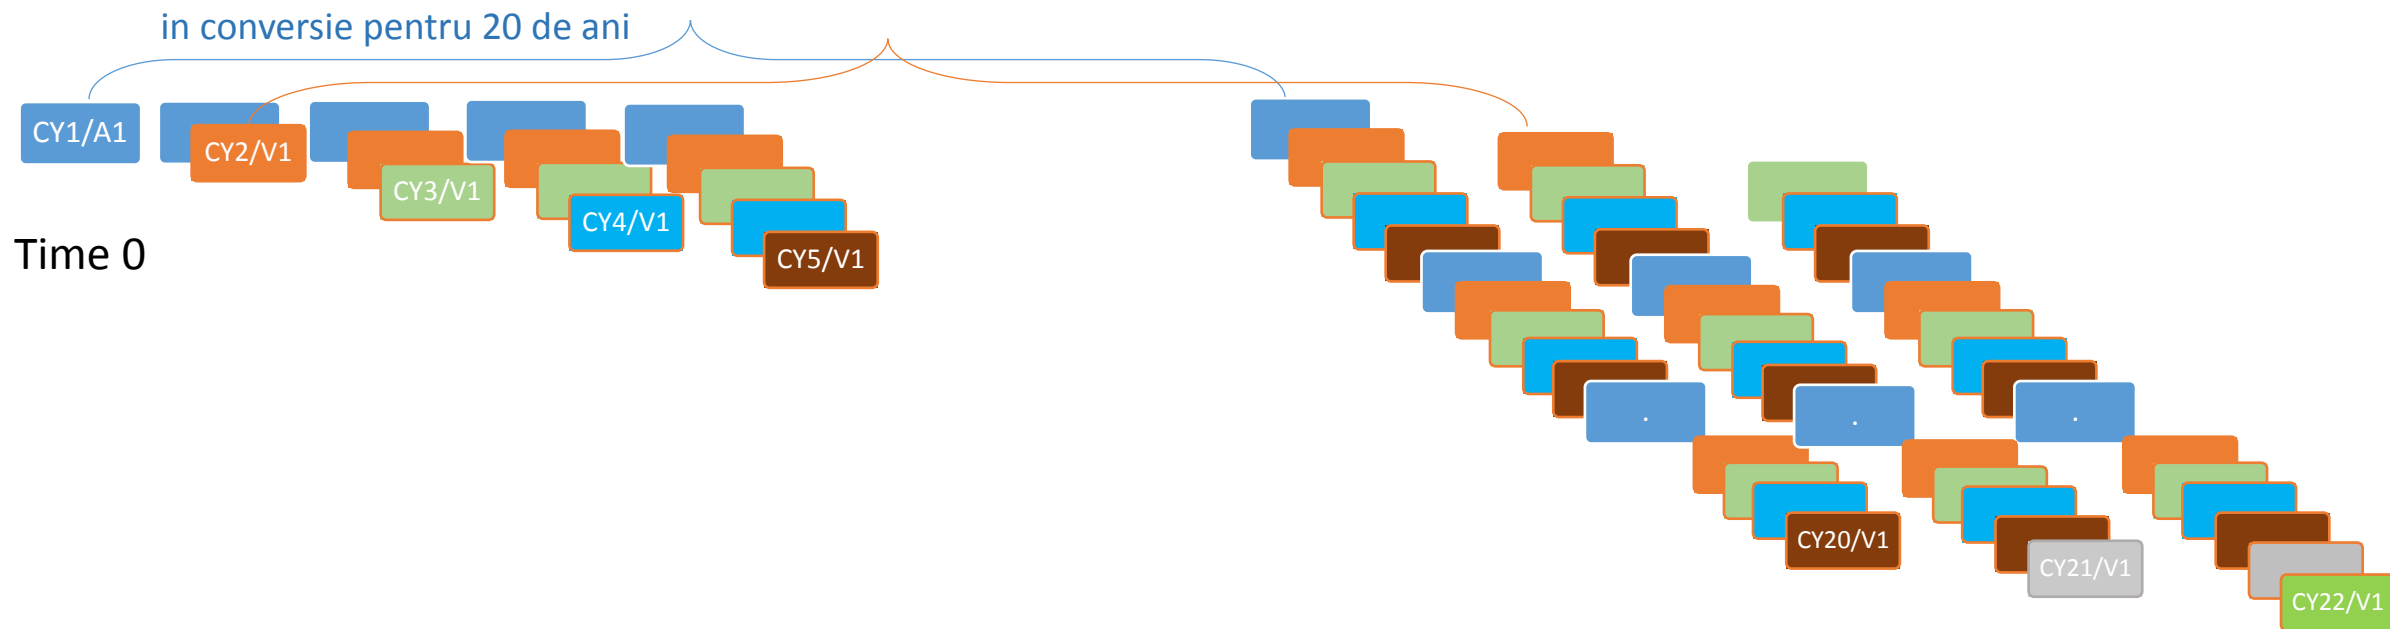 in conversie pentru 20 de ani
CY1/A1
CY2/V1
CY3/V1
CY4/V1
CY5/V1
Time 0
.
.
.
CY20/V1
CY21/V1
CY22/V1